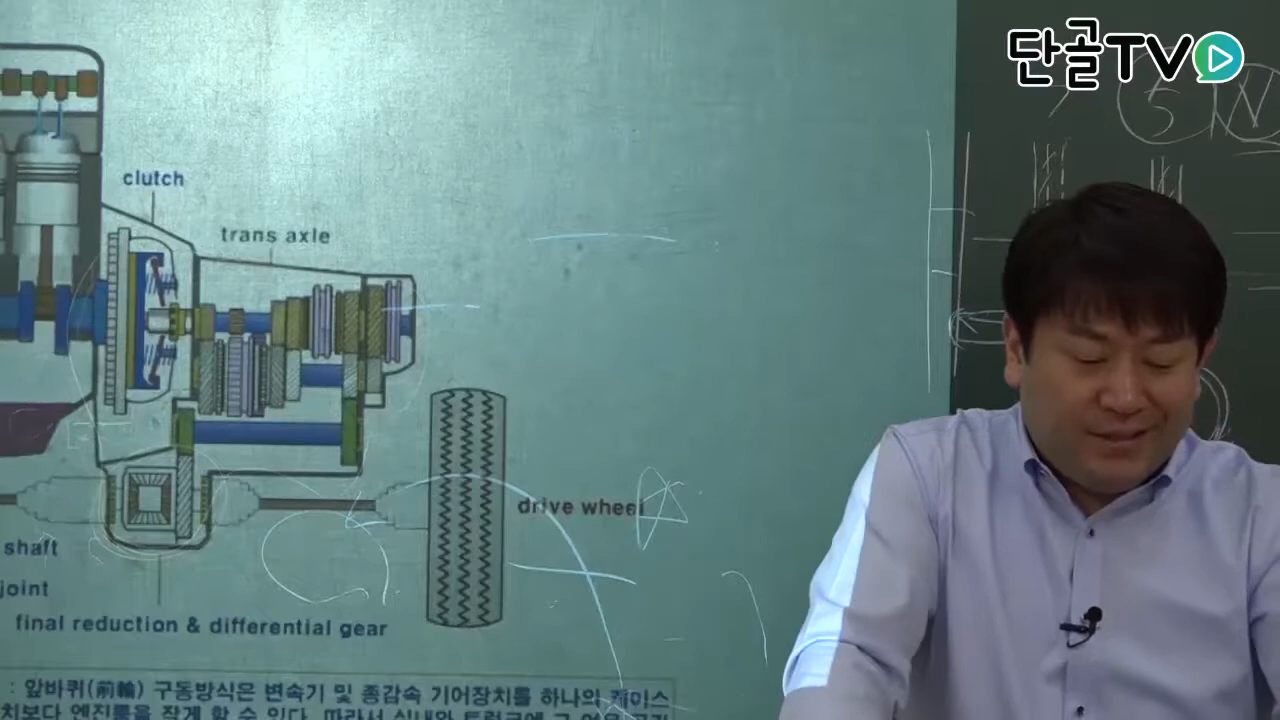 단골TV
5 N
clutch
trans axle
drive wheel
shaft
joint
final reduction & differential gear
: 앞바퀴(前輪) 구동방식은 변속기 및 종감속 기어장치를 하나의 케이스
치보다 엔진룸을 작게 할 수 있다. 따라서 실내와 트렁크에